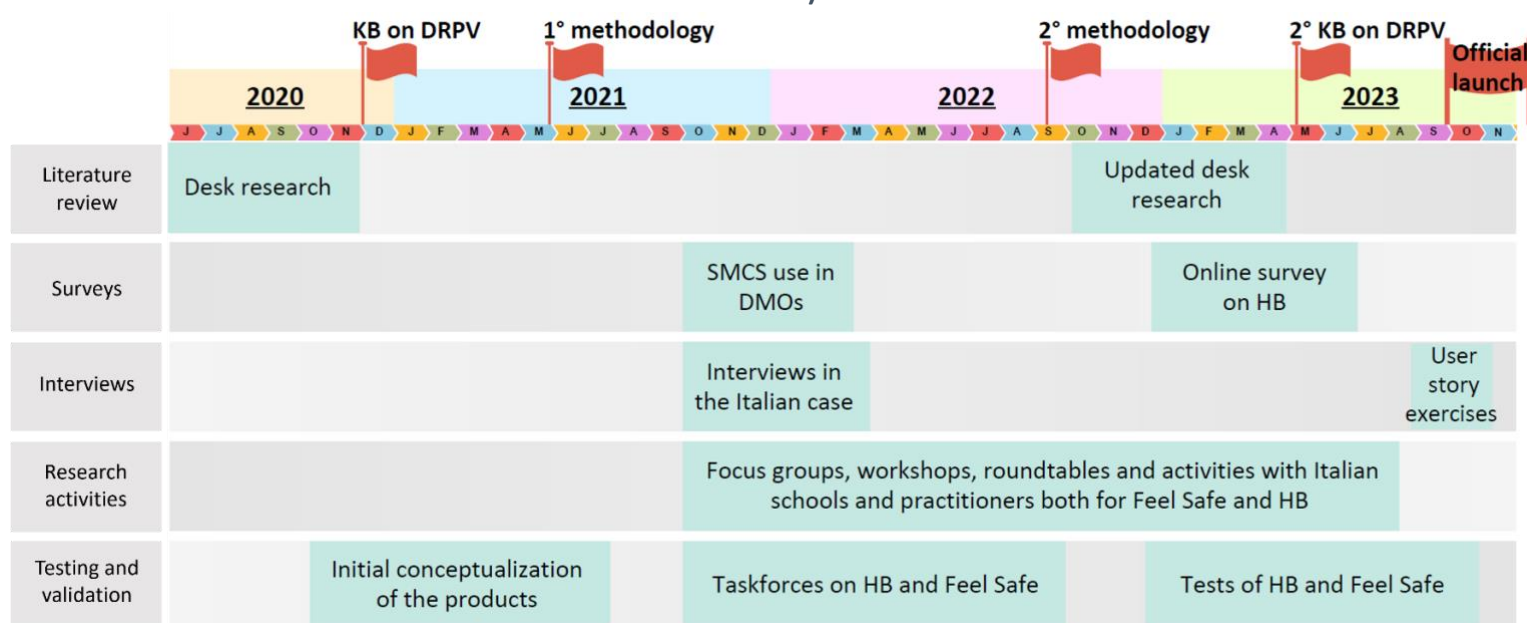 KB on DRPV
1° methodology
2° methodology
2° KB on DRPV
Official
launch
2020
2021
2022
2023
J J A S O N D J F M A M J J A S O N D J F M A M J J A S O N D J F M A M J J A S O N
Literature
review
Desk research
Updated desk
research
Surveys
SMCS use in
DMOs
Online survey
on HB
Interviews
Interviews in
the Italian case
User
story
exercises
Research
activities
Focus groups, workshops, roundtables and activities with Italian
schools and practitioners both for Feel Safe and HB
Testing and
validation
Initial conceptualization
of the products
Taskforces on HB and Feel Safe
Tests of HB and Feel Safe